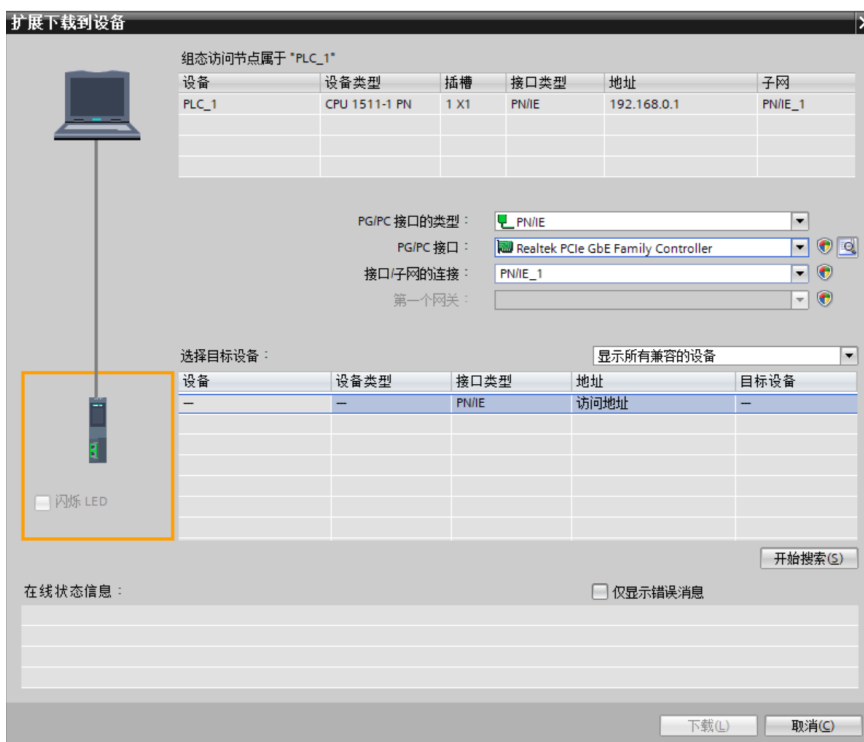 扩展下载到设备
组态访问节点属于 "PLC_1"
设备 设备类型 插槽 接口类型 地址 子网
PLC_1 CPU 1511-1 PN 1 X1 PN/IE 192.168.0.1 PN/IE_1
PG/PC 接口的类型： PN/IE
PG/PC 接口： Realtek PCIe GbE Family Controller
接口/子网的连接： PN/IE_1
第一个网关：
选择目标设备： 显示所有兼容的设备
设备 设备类型 接口类型 地址 目标设备
— — PN/IE 访问地址 —
闪烁 LED
开始搜索(S)
在线状态信息： 仅显示错误消息
下载(L) 取消(C)